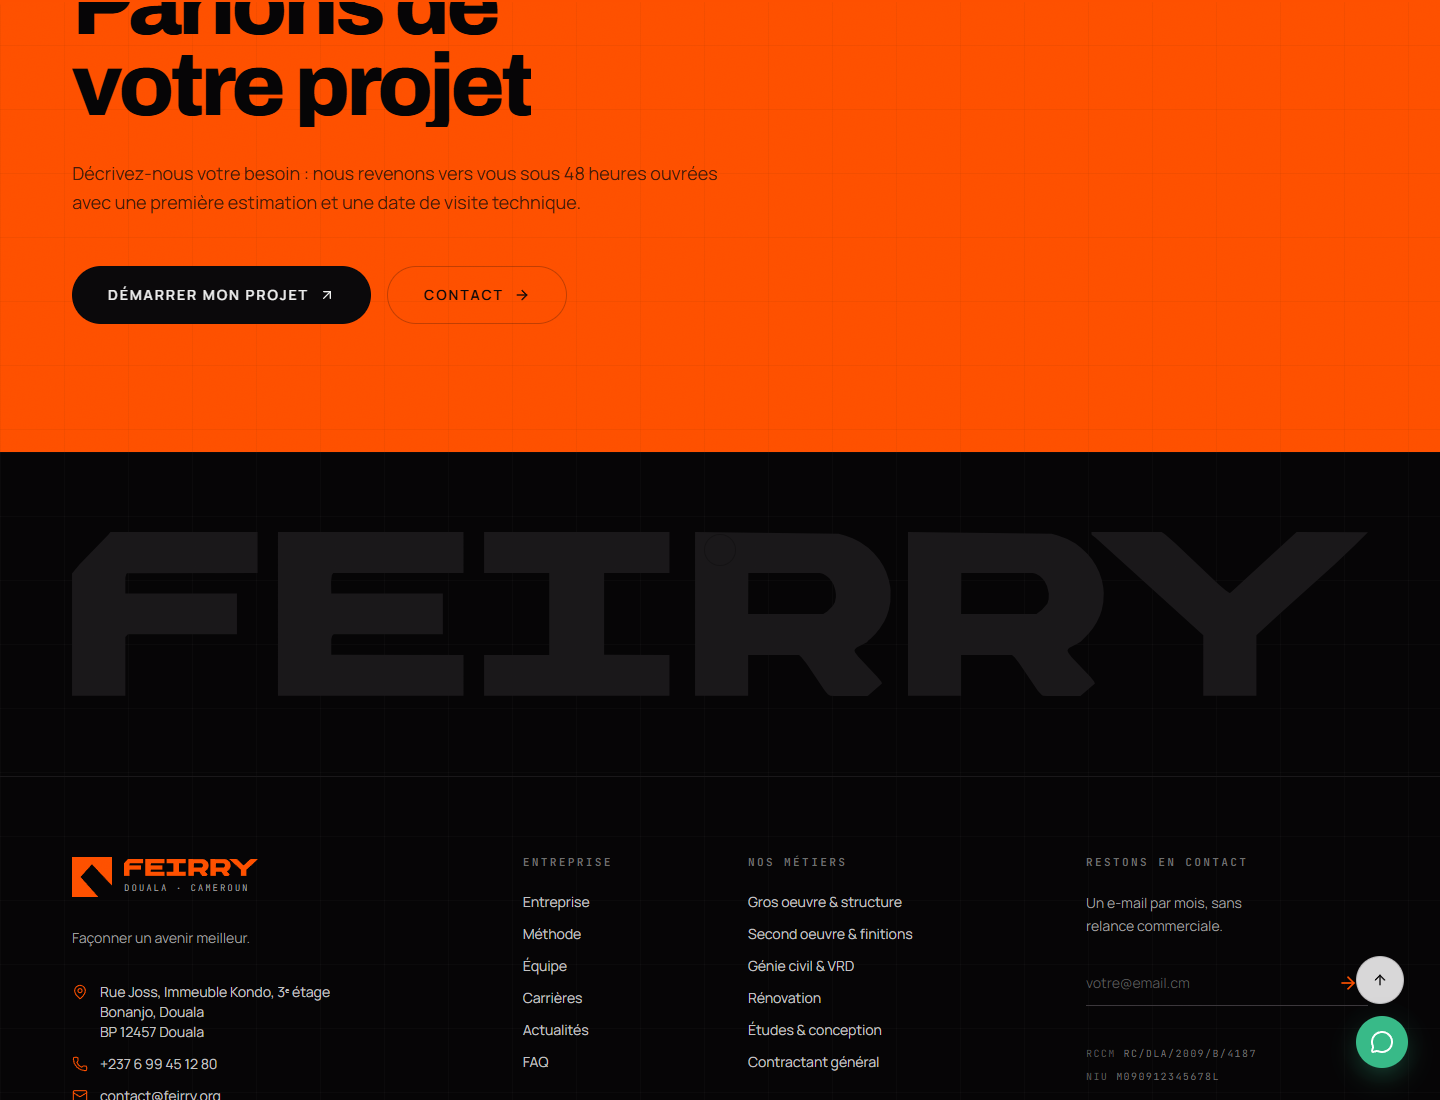 Parlons de
votre projet
Décrivez-nous votre besoin : nous revenons vers vous sous 48 heures ouvrées
avec une première estimation et une date de visite technique.
DÉMARRER MON PROJET
CONTACT
FEIRRY
FEIRRY
DOUALA · CAMEROUN
Façonner un avenir meilleur.
Rue Joss, Immeuble Kondo, 3ᵉ étage
Bonanjo, Douala
BP 12457 Douala
+237 6 99 45 12 80
contact@feirry.org
ENTREPRISE
Entreprise
Méthode
Équipe
Carrières
Actualités
FAQ
NOS MÉTIERS
Gros oeuvre & structure
Second oeuvre & finitions
Génie civil & VRD
Rénovation
Études & conception
Contractant général
RESTONS EN CONTACT
Un e-mail par mois, sans
relance commerciale.
votre@email.cm
RCCM RC/DLA/2009/B/4187
NIU M090912345678L